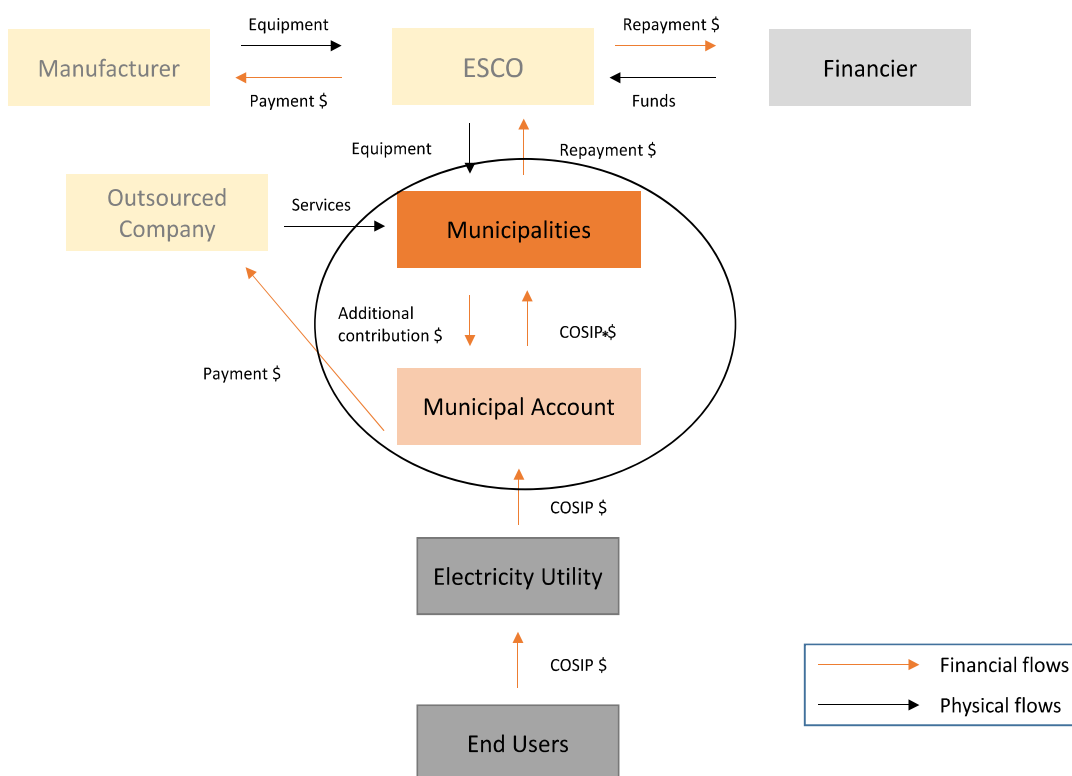 Equipment
Repayment $
Manufacturer
ESCO
Financier
Payment $
Funds
Equipment
Repayment $
Outsourced
Company
Services
Municipalities
Additional
contribution $
COSIP*$
Payment $
Municipal Account
COSIP $
Electricity Utility
COSIP $
Financial flows
Physical flows
End Users